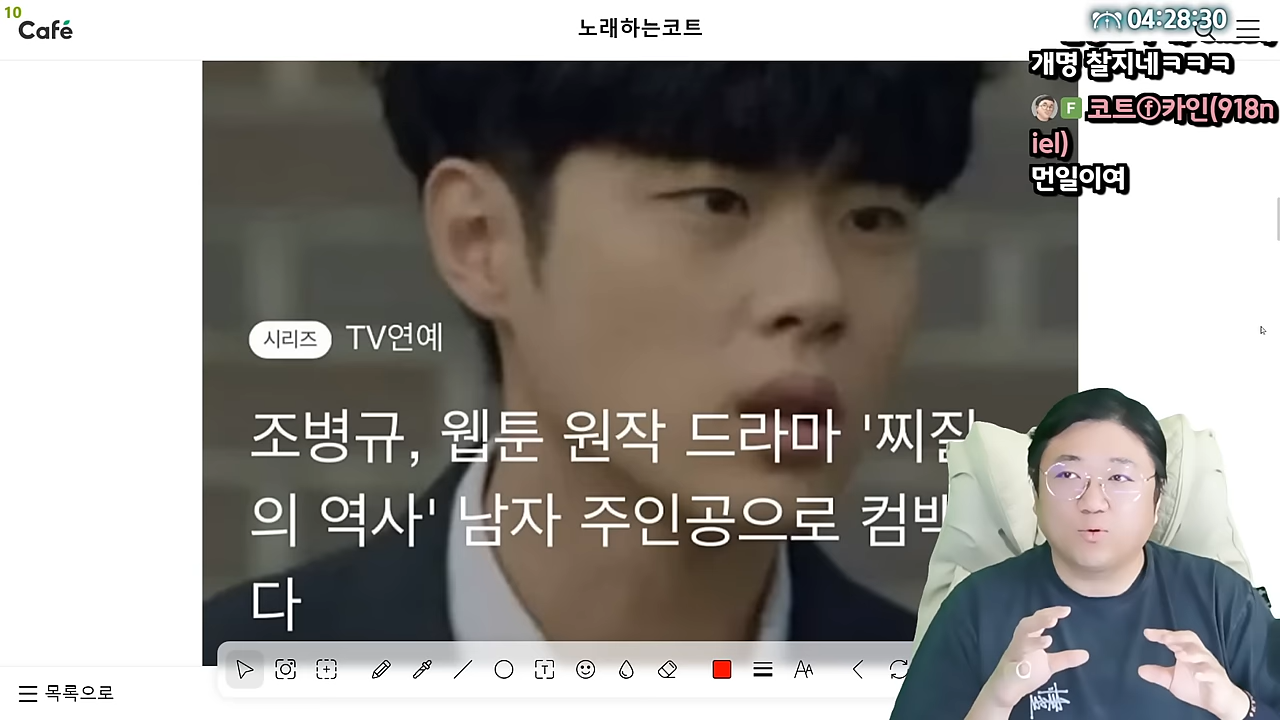 10
Café
노래하는코트
04:28:30
개명 찰지네ㅋㅋㅋ
F 코트ⓕ카인(918n
iel)
먼일이여
시리즈 TV연예
조병규, 웹툰 원작 드라마 '찌질
의 역사' 남자 주인공으로 컴백
다
목록으로